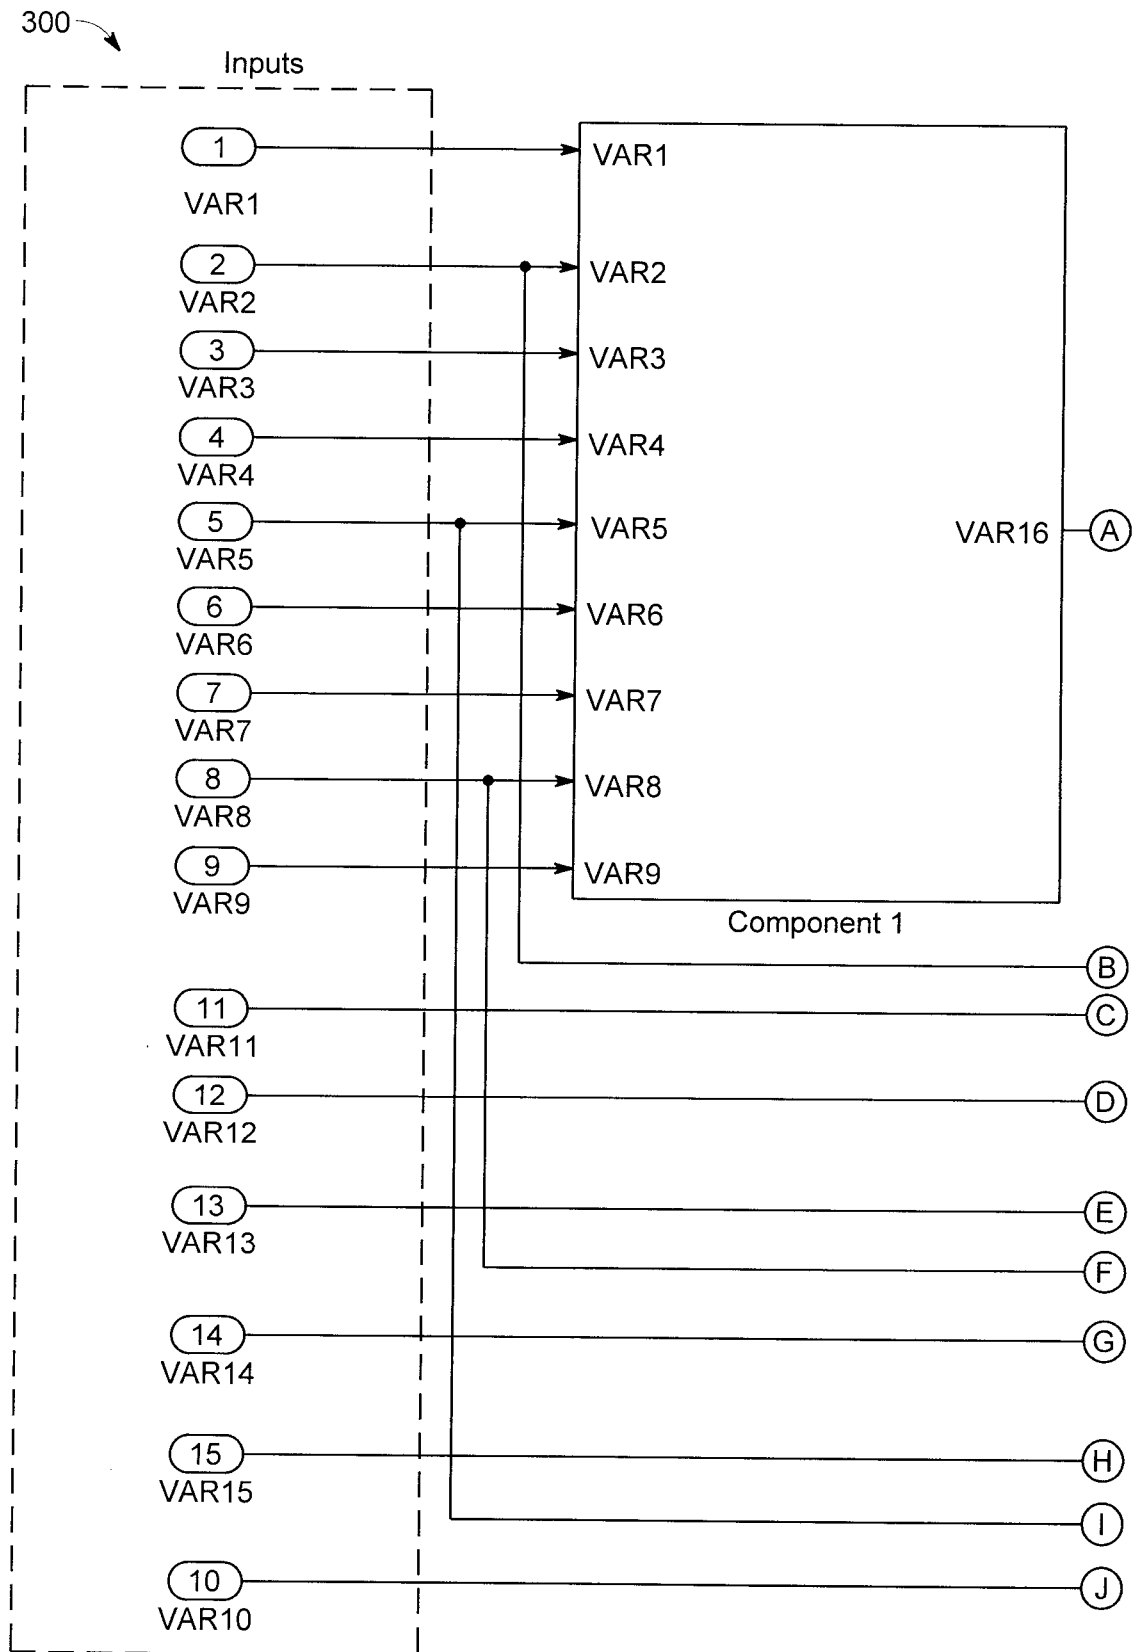 300
Inputs
1
VAR1
VAR1
2
VAR2
VAR2
3
VAR3
VAR3
4
VAR4
VAR4
5
VAR5
VAR5
VAR16
A
6
VAR6
VAR6
7
VAR7
VAR7
8
VAR8
VAR8
9
VAR9
VAR9
Component 1
B
11
C
VAR11
12
D
VAR12
13
E
VAR13
F
14
G
VAR14
15
H
VAR15
I
10
J
VAR10